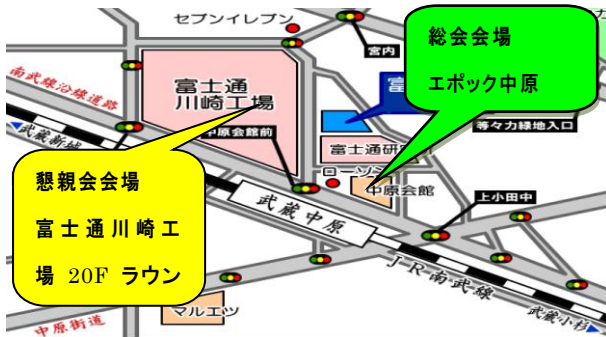 セブンイレブン
宮内
総会会場
エポック中原
南武線沿線道路
富士通
川崎工場
富
等々力緑地入口
武蔵新城
中原会館前
富士通研
ローソン
中原会館
懇親会会場
富士通川崎工
場 20F ラウン
武蔵中原
上小田中
JR南武線
マルエツ
中原街道
武蔵小杉